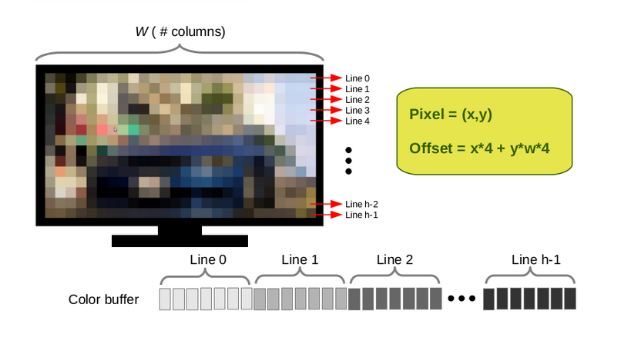 W ( # columns)
Line 0
Line 1
Line 2
Line 3
Line 4
Line h-2
Line h-1
Pixel = (x,y)
Offset = x*4 + y*w*4
Line 0 Line 1 Line 2 Line h-1
Color buffer